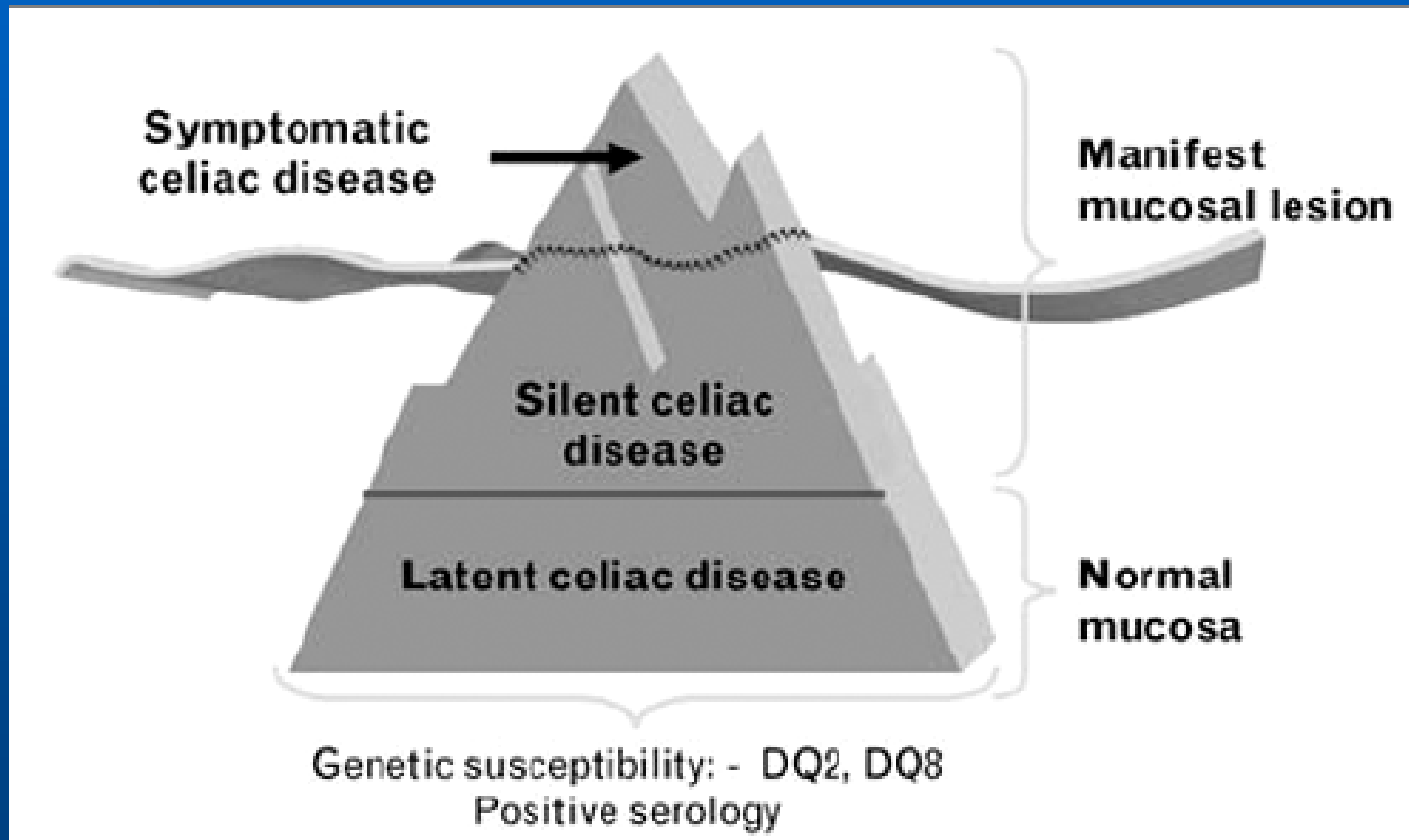 Symptomatic
celiac disease
Manifest
mucosal lesion
Silent celiac
disease
Latent celiac disease
Normal
mucosa
Genetic susceptibility: - DQ2, DQ8
Positive serology